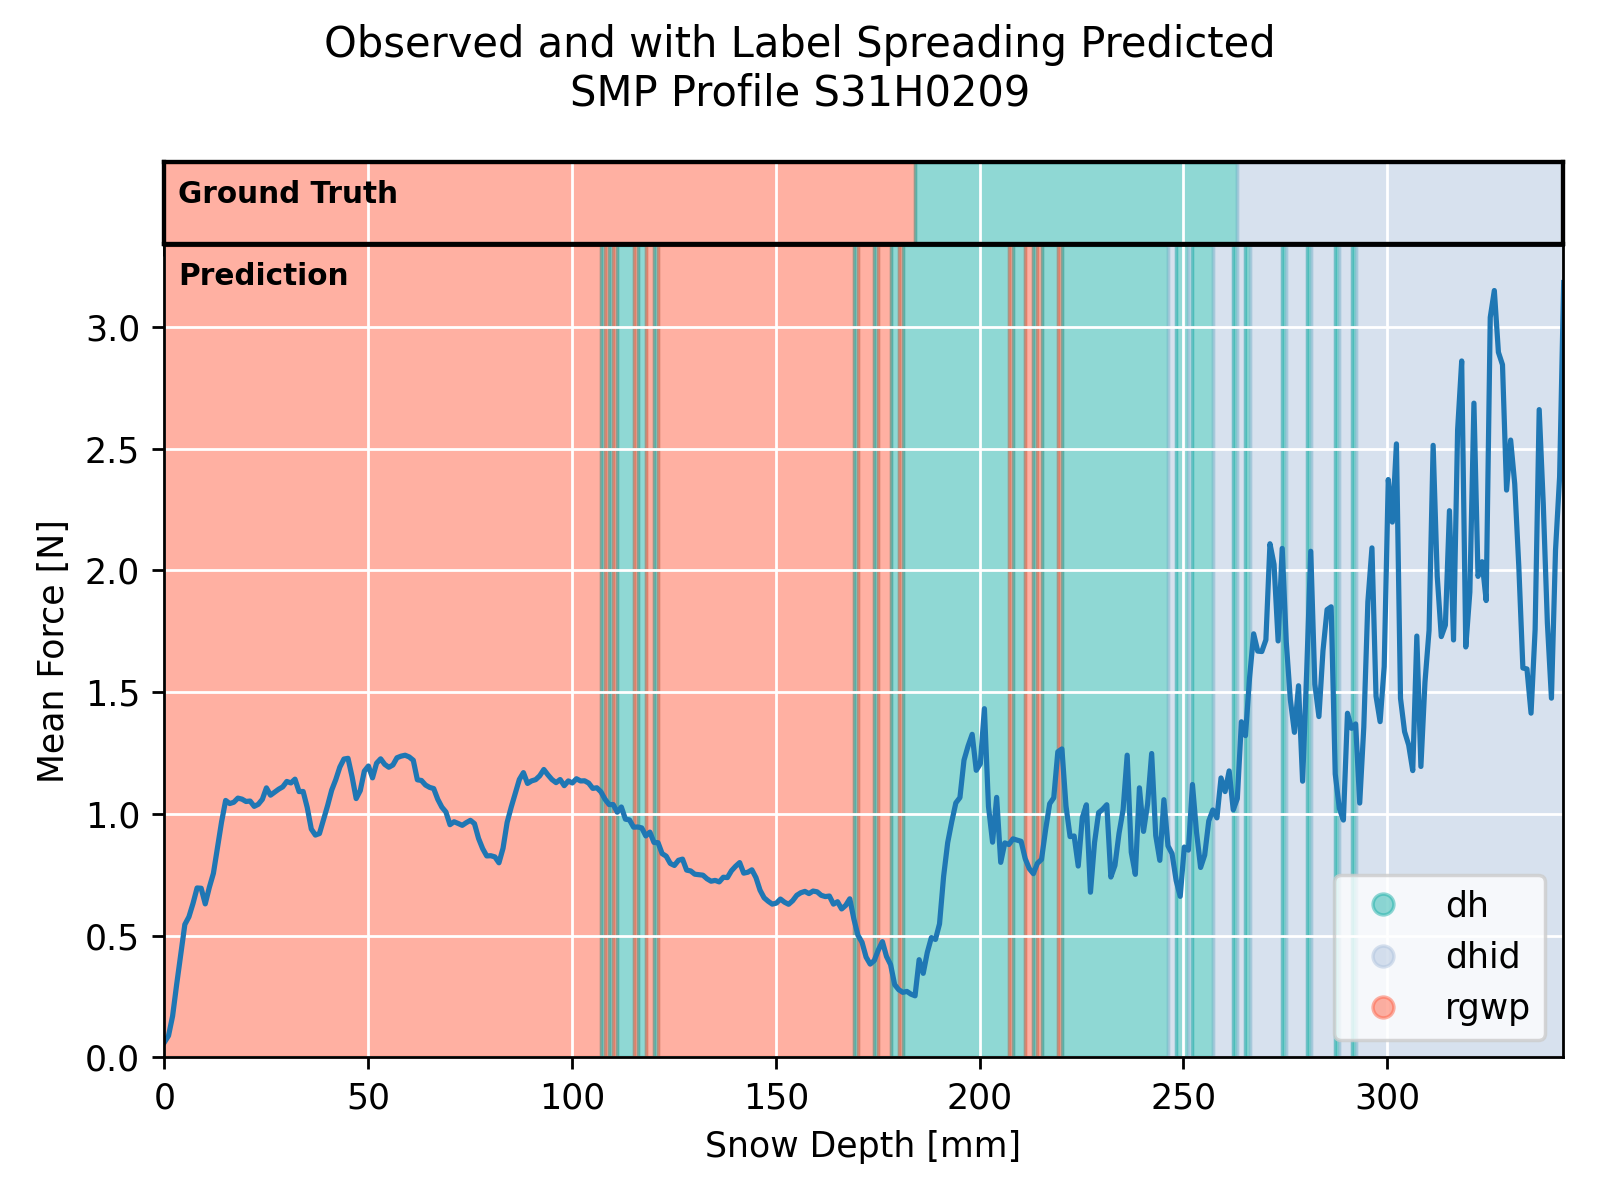 Observed and with Label Spreading Predicted
SMP Profile S31H0209
Ground Truth
Prediction
3.0
2.5
2.0
1.5
1.0
0.5
0.0
Mean Force [N]
dh
dhid
rgwp
0 50 100 150 200 250 300
Snow Depth [mm]